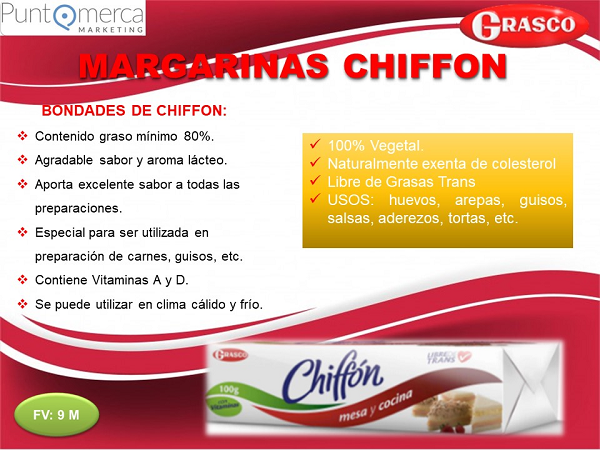 PuntoMerca
MARKETING
GRASCO
MARGARINAS CHIFFON
BONDADES DE CHIFFON:
Contenido graso mínimo 80%.
Agradable sabor y aroma lácteo.
Aporta excelente sabor a todas las
preparaciones.
Especial para ser utilizada en
preparación de carnes, guisos, etc.
Contiene Vitaminas A y D.
Se puede utilizar en clima cálido y frío.
100% Vegetal.
Naturalmente exenta de colesterol
Libre de Grasas Trans
USOS: huevos, arepas, guisos,
salsas, aderezos, tortas, etc.
GRASCO
100g
Vitaminas
Chiffón
mesa y cocina
LIBRE DE
TRANS
FV: 9 M